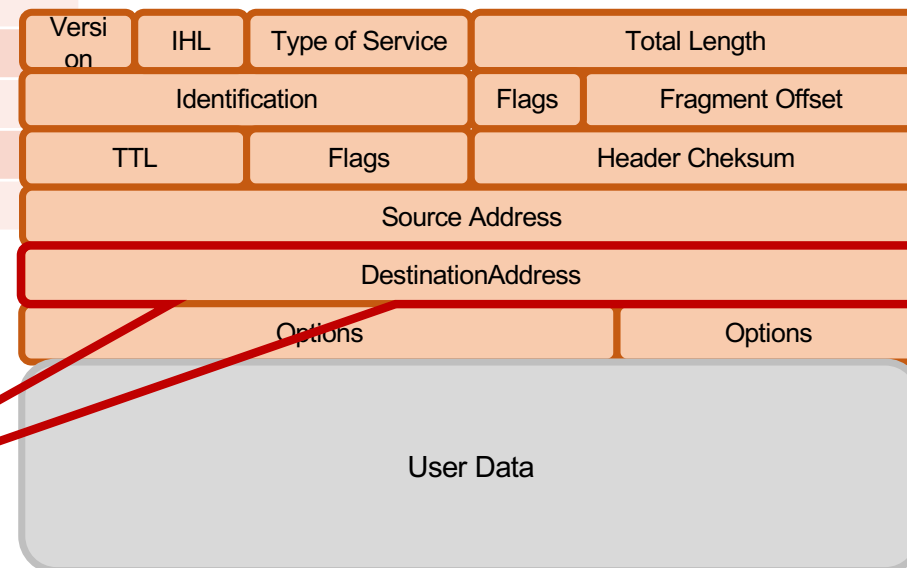 Versi
on
IHL
Type of Service
Total Length
Identification
Flags
Fragment Offset
TTL
Flags
Header Cheksum
Source Address
DestinationAddress
Options
Options
User Data